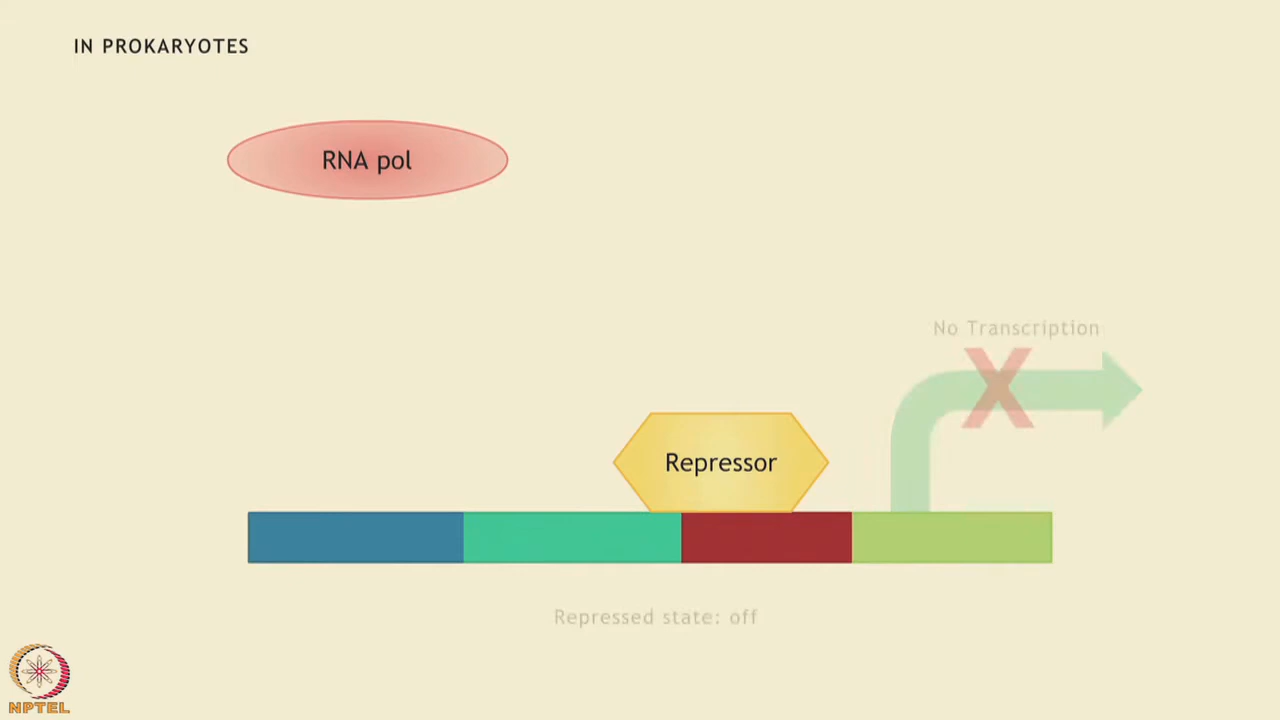 IN PROKARYOTES
RNA pol
No Transcription
X
Repressor
Repressed state: off
NPTEL